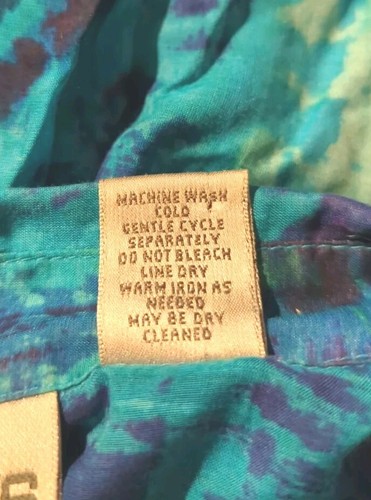 MACHINE WASH
COLD
GENTLE CYCLE
SEPARATELY
DO NOT BLEACH
LINE DRY
WARM IRON AS
NEEDED
MAY BE DRY
CLEANED
S